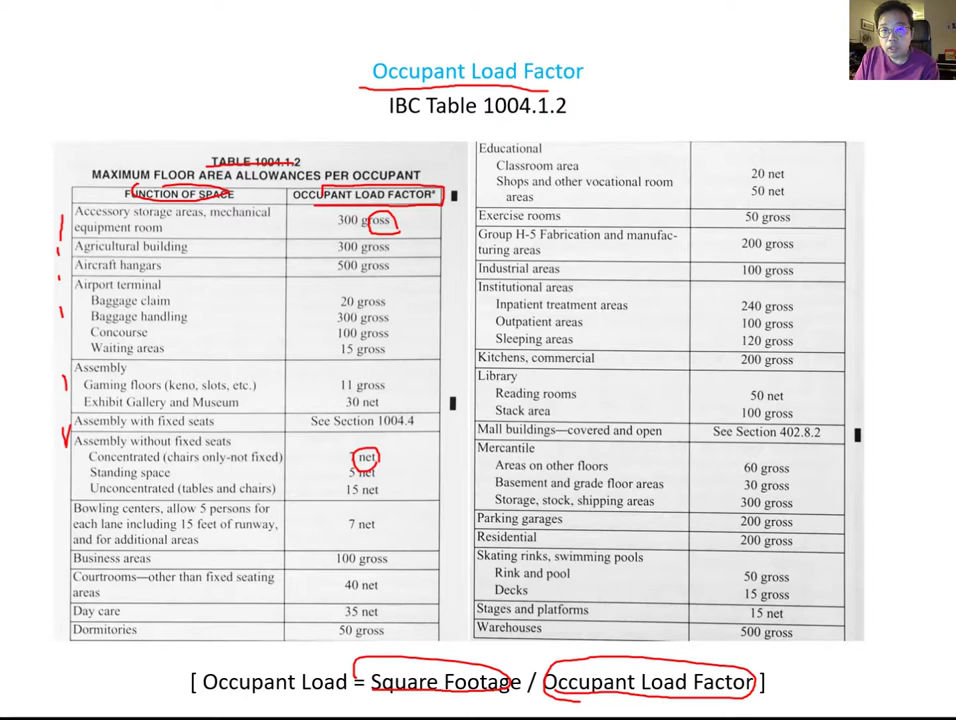 Occupant Load Factor
IBC Table 1004.1.2
TABLE 1004.1.2
MAXIMUM FLOOR AREA ALLOWANCES PER OCCUPANT
FUNCTION OF SPACE OCCUPANT LOAD FACTORa
Accessory storage areas, mechanical
equipment room 300 gross
Agricultural building 300 gross
Aircraft hangars 500 gross
Airport terminal
Baggage claim 20 gross
Baggage handling 300 gross
Concourse 100 gross
Waiting areas 15 gross
Assembly
Gaming floors (keno, slots, etc.) 11 gross
Exhibit Gallery and Museum 30 net
Assembly with fixed seats See Section 1004.4
Assembly without fixed seats
Concentrated (chairs only-not fixed) 7 net
Standing space 5 net
Unconcentrated (tables and chairs) 15 net
Bowling centers, allow 5 persons for
each lane including 15 feet of runway, 7 net
and for additional areas
Business areas 100 gross
Courtrooms—other than fixed seating
areas 40 net
Day care 35 net
Dormitories 50 gross
Educational
Classroom area 20 net
Shops and other vocational room 50 net
areas
Exercise rooms 50 gross
Group H-5 Fabrication and manufac-
turing areas 200 gross
Industrial areas 100 gross
Institutional areas
Inpatient treatment areas 240 gross
Outpatient areas 100 gross
Sleeping areas 120 gross
Kitchens, commercial 200 gross
Library
Reading rooms 50 net
Stack area 100 gross
Mall buildings—covered and open See Section 402.8.2
Mercantile
Areas on other floors 60 gross
Basement and grade floor areas 30 gross
Storage, stock, shipping areas 300 gross
Parking garages 200 gross
Residential 200 gross
Skating rinks, swimming pools
Rink and pool 50 gross
Decks 15 gross
Stages and platforms 15 net
Warehouses 500 gross
[ Occupant Load = Square Footage / Occupant Load Factor ]